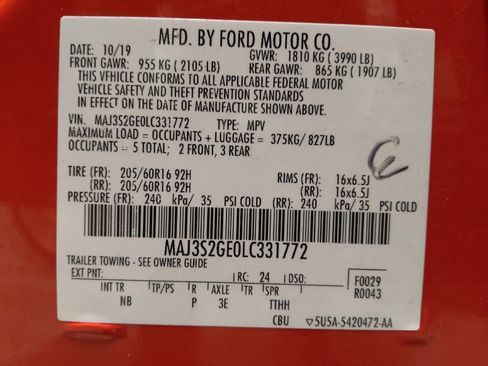 MFD. BY FORD MOTOR CO.
DATE: 10/19 GVWR: 1810 KG ( 3990 LB)
FRONT GAWR: 955 KG ( 2105 LB) REAR GAWR: 865 KG ( 1907 LB)
THIS VEHICLE CONFORMS TO ALL APPLICABLE FEDERAL MOTOR
VEHICLE SAFETY AND THEFT PREVENTION STANDARDS
IN EFFECT ON THE DATE OF MANUFACTURE SHOWN ABOVE.
VIN: MAJ3S2GE0LC331772 TYPE: MPV
MAXIMUM LOAD = OCCUPANTS + LUGGAGE = 375KG/ 827LB
OCCUPANTS = 5 TOTAL; 2 FRONT, 3 REAR
TIRE (FR): 205/60R16 92H RIMS (FR): 16x6.5J
(RR): 205/60R16 92H (RR): 16x6.5J
PRESSURE (FR): 240 kPa/ 35 PSI COLD (RR): 240 kPa/ 35 PSI COLD
MAJ3S2GE0LC331772
TRAILER TOWING - SEE OWNER GUIDE
EXT PNT: RC: 24 DSO: F0029
R0043
INT TR TP/PS R AXLE TR SPR
NB P 3E TTHH
CBU ▽5U5A-5420472-AA